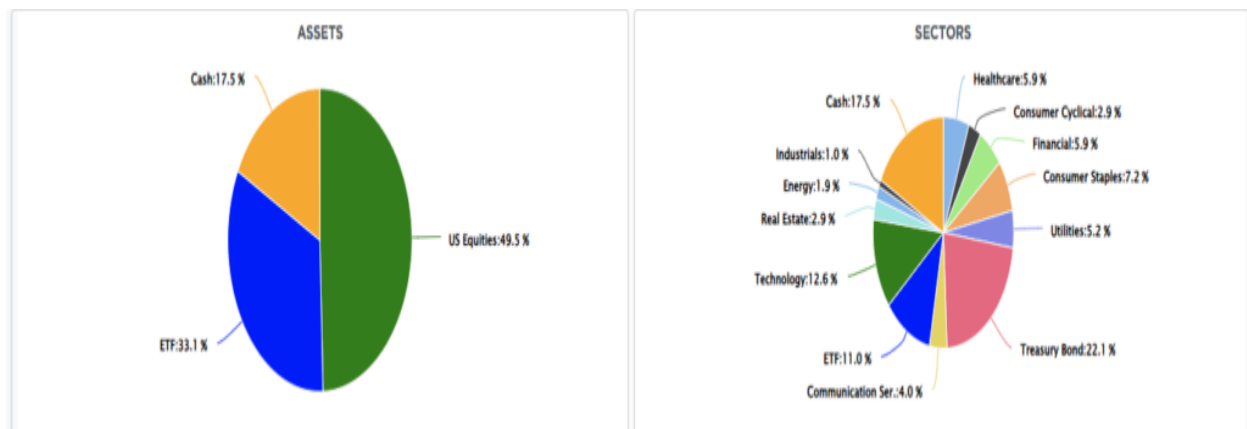 ASSETS
Cash:17.5 %
US Equities:49.5 %
ETF:33.1 %
SECTORS
Healthcare:5.9 %
Cash:17.5 %
Consumer Cyclical:2.9 %
Financial:5.9 %
Industrials:1.0 %
Consumer Staples:7.2 %
Energy:1.9 %
Real Estate:2.9 %
Utilities:5.2 %
Technology:12.6 %
Treasury Bond:22.1 %
ETF:11.0 %
Communication Ser.:4.0 %